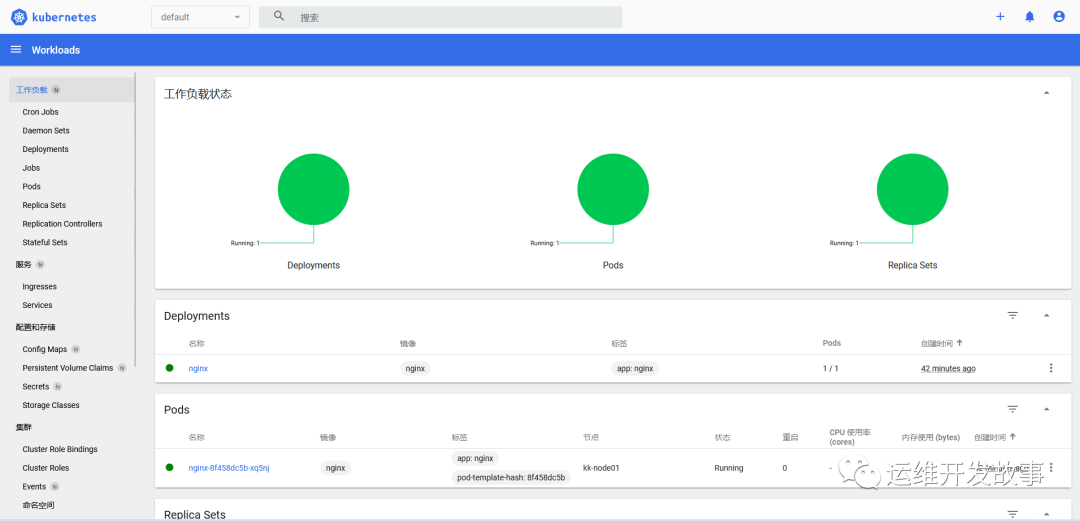 kubernetes
default
搜索
Workloads
工作负载 N
Cron Jobs
Daemon Sets
Deployments
Jobs
Pods
Replica Sets
Replication Controllers
Stateful Sets
服务 N
Ingresses
Services
配置和存储
Config Maps N
Persistent Volume Claims N
Secrets N
Storage Classes
集群
Cluster Role Bindings
Cluster Roles
Events N
命名空间
工作负载状态
Running: 1
Running: 1
Running: 1
Deployments
Pods
Replica Sets
Deployments
名称 镜像 标签 Pods 创建时间
nginx nginx app: nginx 1 / 1 42 minutes ago
Pods
名称 镜像 标签 节点 状态 重启 CPU 使用率 (cores) 内存使用 (bytes) 创建时间
nginx-8f458dc5b-xq5nj nginx app: nginx pod-template-hash: 8f458dc5b kk-node01 Running 0 -
运维开发故事
Replica Sets